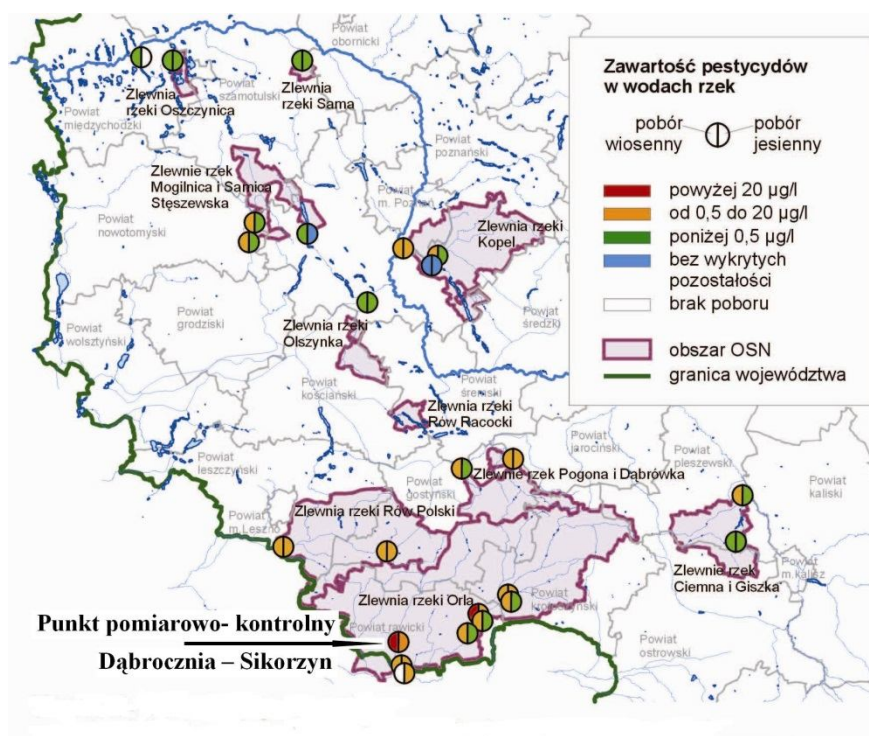 Powiat
obornicki
Zlewnia
rzeki Oszczynica
Powiat
szamotulski
Zlewnia
rzeki Sama
Powiat
międzychodzki
Powiat
poznański
Zlewnie rzek
Mogilnica i Samica
Stęszewska
Powiat
m. Poznań
Zlewnia rzeki
Kopel
Powiat
nowotomyski
Powiat
grodziski
Powiat
średzki
Powiat
wolsztyński
Zlewnia rzeki
Olszynka
Powiat
kościański
Powiat
śremski
Zlewnia rzeki
Rów Racocki
Powiat
leszczyński
Powiat
gostyński
Powiat
jarociński
Zlewnie rzek Pogona i Dąbrówka
Powiat
pleszewski
Powiat
kaliski
Powiat
m. Leszno
Zlewnia rzeki Rów Polski
Zlewnie rzek
Ciemna i Giszka
Powiat
m. Kalisz
Zlewnia rzeki Orla
Powiat
krotoszyński
Powiat rawicki
Powiat
ostrowski
Punkt pomiarowo- kontrolny
Dąbrocznia – Sikorzyn
Zawartość pestycydów
w wodach rzek
pobór
wiosenny
pobór
jesienny
powyżej 20 µg/l
od 0,5 do 20 µg/l
poniżej 0,5 µg/l
bez wykrytych
pozostałości
brak poboru
obszar OSN
granica województwa